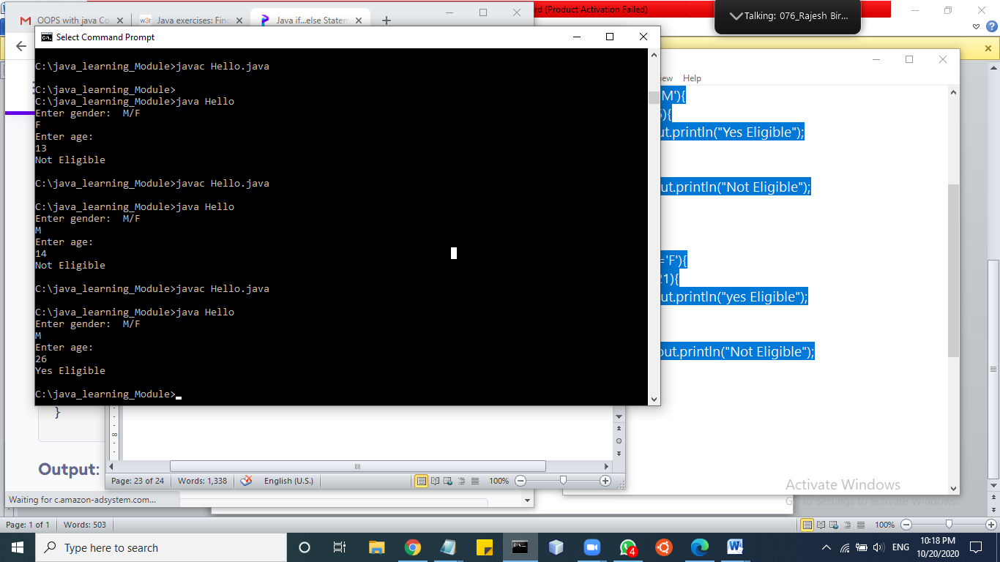 OOPS with java Co
Java exercises: Finc
Java if...else Statem
rd (Product Activation Failed)
Talking: 076_Rajesh Bir...
Select Command Prompt
C:\java_learning_Module>javac Hello.java
C:\java_learning_Module>
C:\java_learning_Module>java Hello
Enter gender:  M/F
F
Enter age:
13
Not Eligible
C:\java_learning_Module>javac Hello.java
C:\java_learning_Module>java Hello
Enter gender:  M/F
M
Enter age:
14
Not Eligible
C:\java_learning_Module>javac Hello.java
C:\java_learning_Module>java Hello
Enter gender:  M/F
M
Enter age:
26
Yes Eligible
C:\java_learning_Module>
ew Help
M'){
){
ut.println("Yes Eligible");
ut.println("Not Eligible");
='F'){
21){
ut.println("yes Eligible");
out.println("Not Eligible");
}
Output:
Page: 23 of 24
Words: 1,338
English (U.S.)
100%
Waiting for c.amazon-adsystem.com...
Activate Windows
Go to Settings to activate Windows.
Page: 1 of 1
Words: 503
100%
Type here to search
4
ENG
10:18 PM
10/20/2020